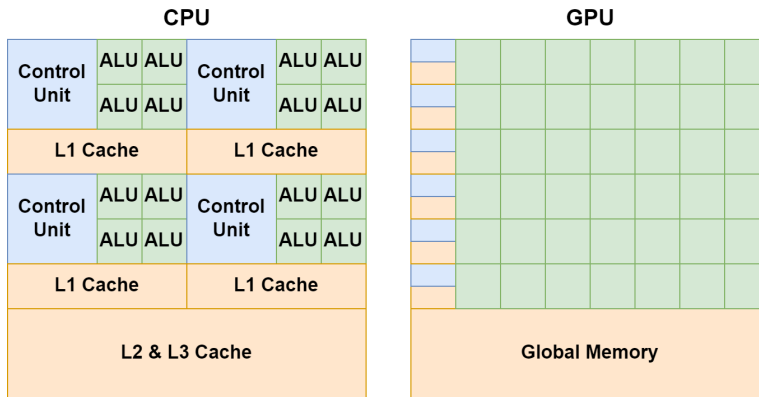 CPU
GPU
Control
Unit
ALU ALU
ALU ALU
Control
Unit
ALU ALU
ALU ALU
L1 Cache
L1 Cache
Control
Unit
ALU ALU
ALU ALU
Control
Unit
ALU ALU
ALU ALU
L1 Cache
L1 Cache
L2 & L3 Cache
Global Memory